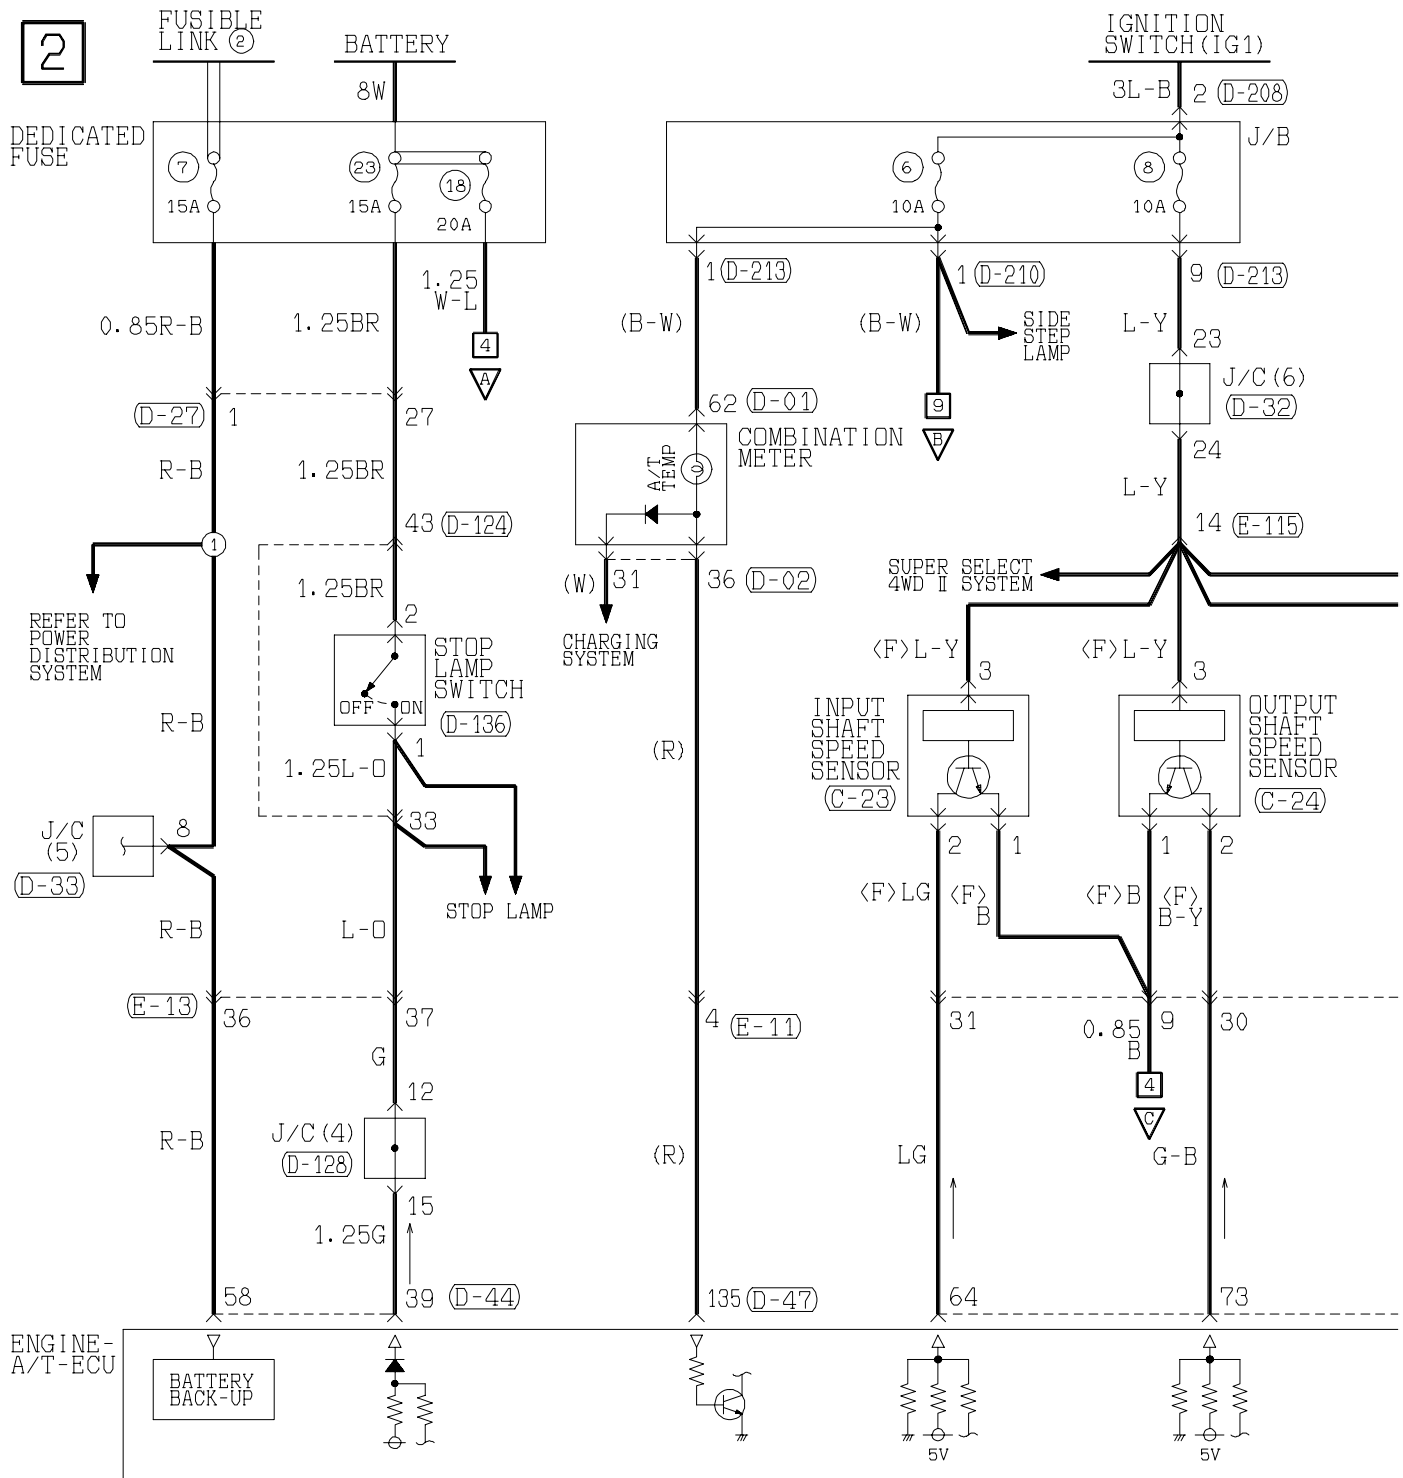 2
FUSIBLE
LINK ②
BATTERY
IGNITION
SWITCH(IG1)
8W
3L-B
2
D-208
DEDICATED
FUSE
J/B
7
15A
23
15A
18
20A
6
10A
8
10A
1.25
W-L
1
D-213
1
D-210
9
D-213
0.85R-B
1.25BR
(B-W)
(B-W)
SIDE
STEP
LAMP
L-Y
23
4
A
J/C(6)
D-32
D-27
1
27
62
D-01
9
B
24
COMBINATION
METER
A/T
TEMP
R-B
1.25BR
L-Y
43
D-124
14
E-115
1
(W)
31
36
D-02
SUPER SELECT
4WD II SYSTEM
1.25BR
2
REFER TO
POWER
DISTRIBUTION
SYSTEM
CHARGING
SYSTEM
STOP
LAMP
SWITCH
OFF
ON
D-136
<F>L-Y
3
<F>L-Y
3
INPUT
SHAFT
SPEED
SENSOR
C-23
OUTPUT
SHAFT
SPEED
SENSOR
C-24
R-B
1
1.25L-O
(R)
J/C
(5)
8
D-33
33
2
1
1
2
STOP LAMP
<F>LG
<F>
B
<F>B
<F>
B-Y
R-B
L-O
E-13
36
37
4
E-11
31
0.85
B
9
30
G
12
4
C
R-B
J/C(4)
D-128
(R)
LG
G-B
15
1.25G
58
39
D-44
135
D-47
64
73
ENGINE-
A/T-ECU
BATTERY
BACK-UP
5V
5V